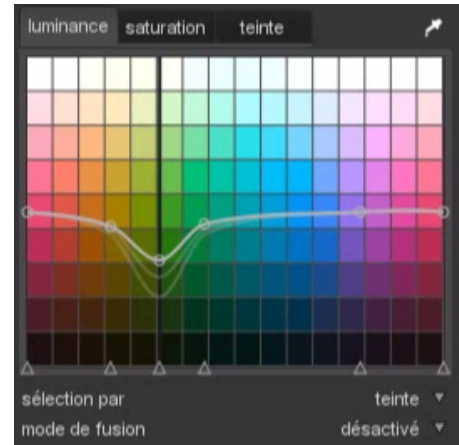 luminance saturation teinte
sélection par teinte
mode de fusion désactivé